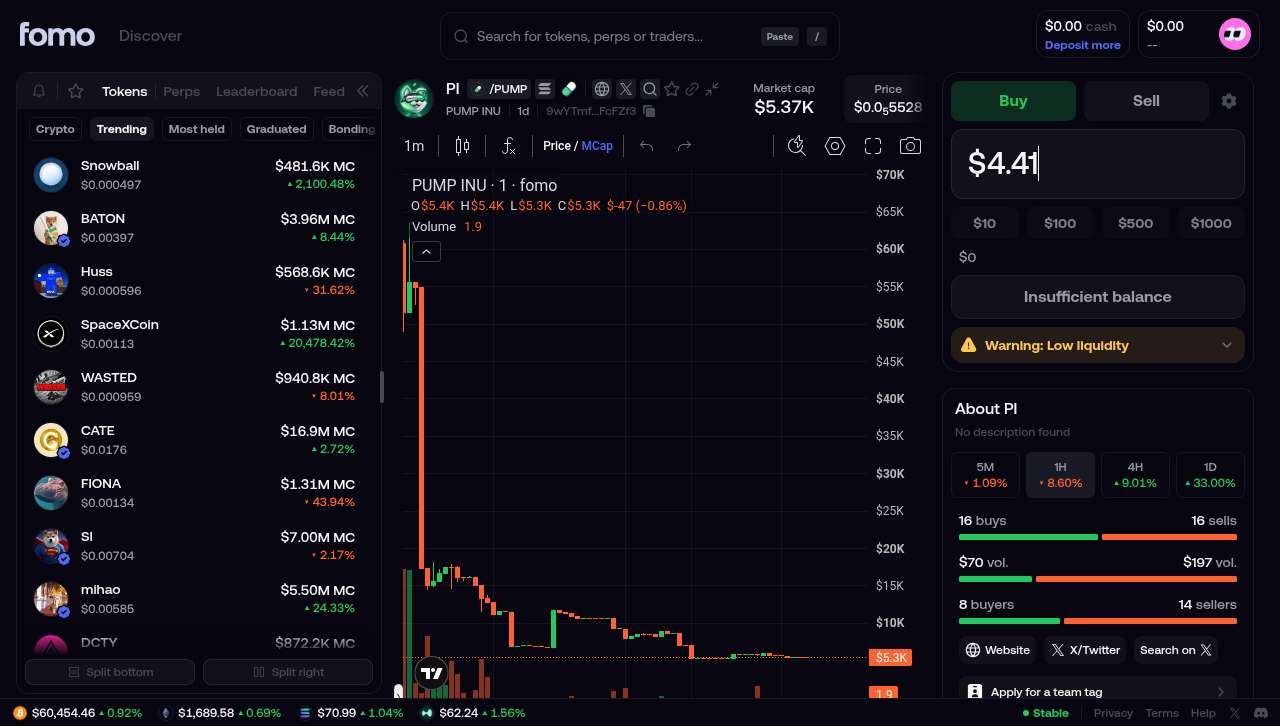 fomo
Discover
Search for tokens, perps or traders...
Paste
/
$0.00 cash
Deposit more
$0.00
--
Tokens Perps Leaderboard Feed
Crypto Trending Most held Graduated Bonding
Snowball $481.6K MC
$0.000497 2,100.48%
BATON $3.96M MC
$0.00397 8.44%
Huss $568.6K MC
$0.000596 31.62%
SpaceXCoin $1.13M MC
$0.00113 20,478.42%
WASTED $940.8K MC
$0.000959 8.01%
CATE $16.9M MC
$0.0176 2.72%
FIONA $1.31M MC
$0.00134 43.94%
SI $7.00M MC
$0.00704 2.17%
mihao $5.50M MC
$0.00585 24.33%
DCTY $872.2K MC
Split bottom Split right
PI /PUMP
PUMP INU 1d 9wYTmf...FcFZf3
Market cap
$5.37K
Price
$0.0₅5528
1m
Price / MCap
PUMP INU · 1 · fomo
O$5.4K H$5.4K L$5.3K C$5.3K $-47 (−0.86%)
Volume 1.9
$70K
$65K
$60K
$55K
$50K
$45K
$40K
$35K
$30K
$25K
$20K
$15K
$10K
$5.3K
1.9
Buy Sell
$4.41
$10 $100 $500 $1000
$0
Insufficient balance
Warning: Low liquidity
About PI
No description found
5M 1H 4H 1D
1.09% 8.60% 9.01% 33.00%
16 buys 16 sells
$70 vol. $197 vol.
8 buyers 14 sellers
Website X/Twitter Search on X
Apply for a team tag
$60,454.46 0.92% $1,689.58 0.69% $70.99 1.04% $62.24 1.56%
Stable Privacy Terms Help